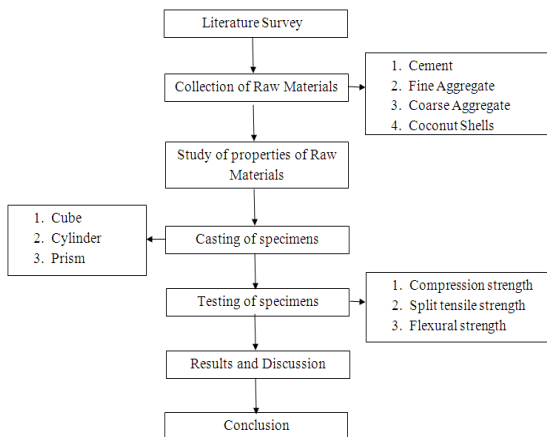 Literature Survey
Collection of Raw Materials
1. Cement
2. Fine Aggregate
3. Coarse Aggregate
4. Coconut Shells
Study of properties of Raw
Materials
1. Cube
2. Cylinder
3. Prism
Casting of specimens
Testing of specimens
1. Compression strength
2. Split tensile strength
3. Flexural strength
Results and Discussion
Conclusion